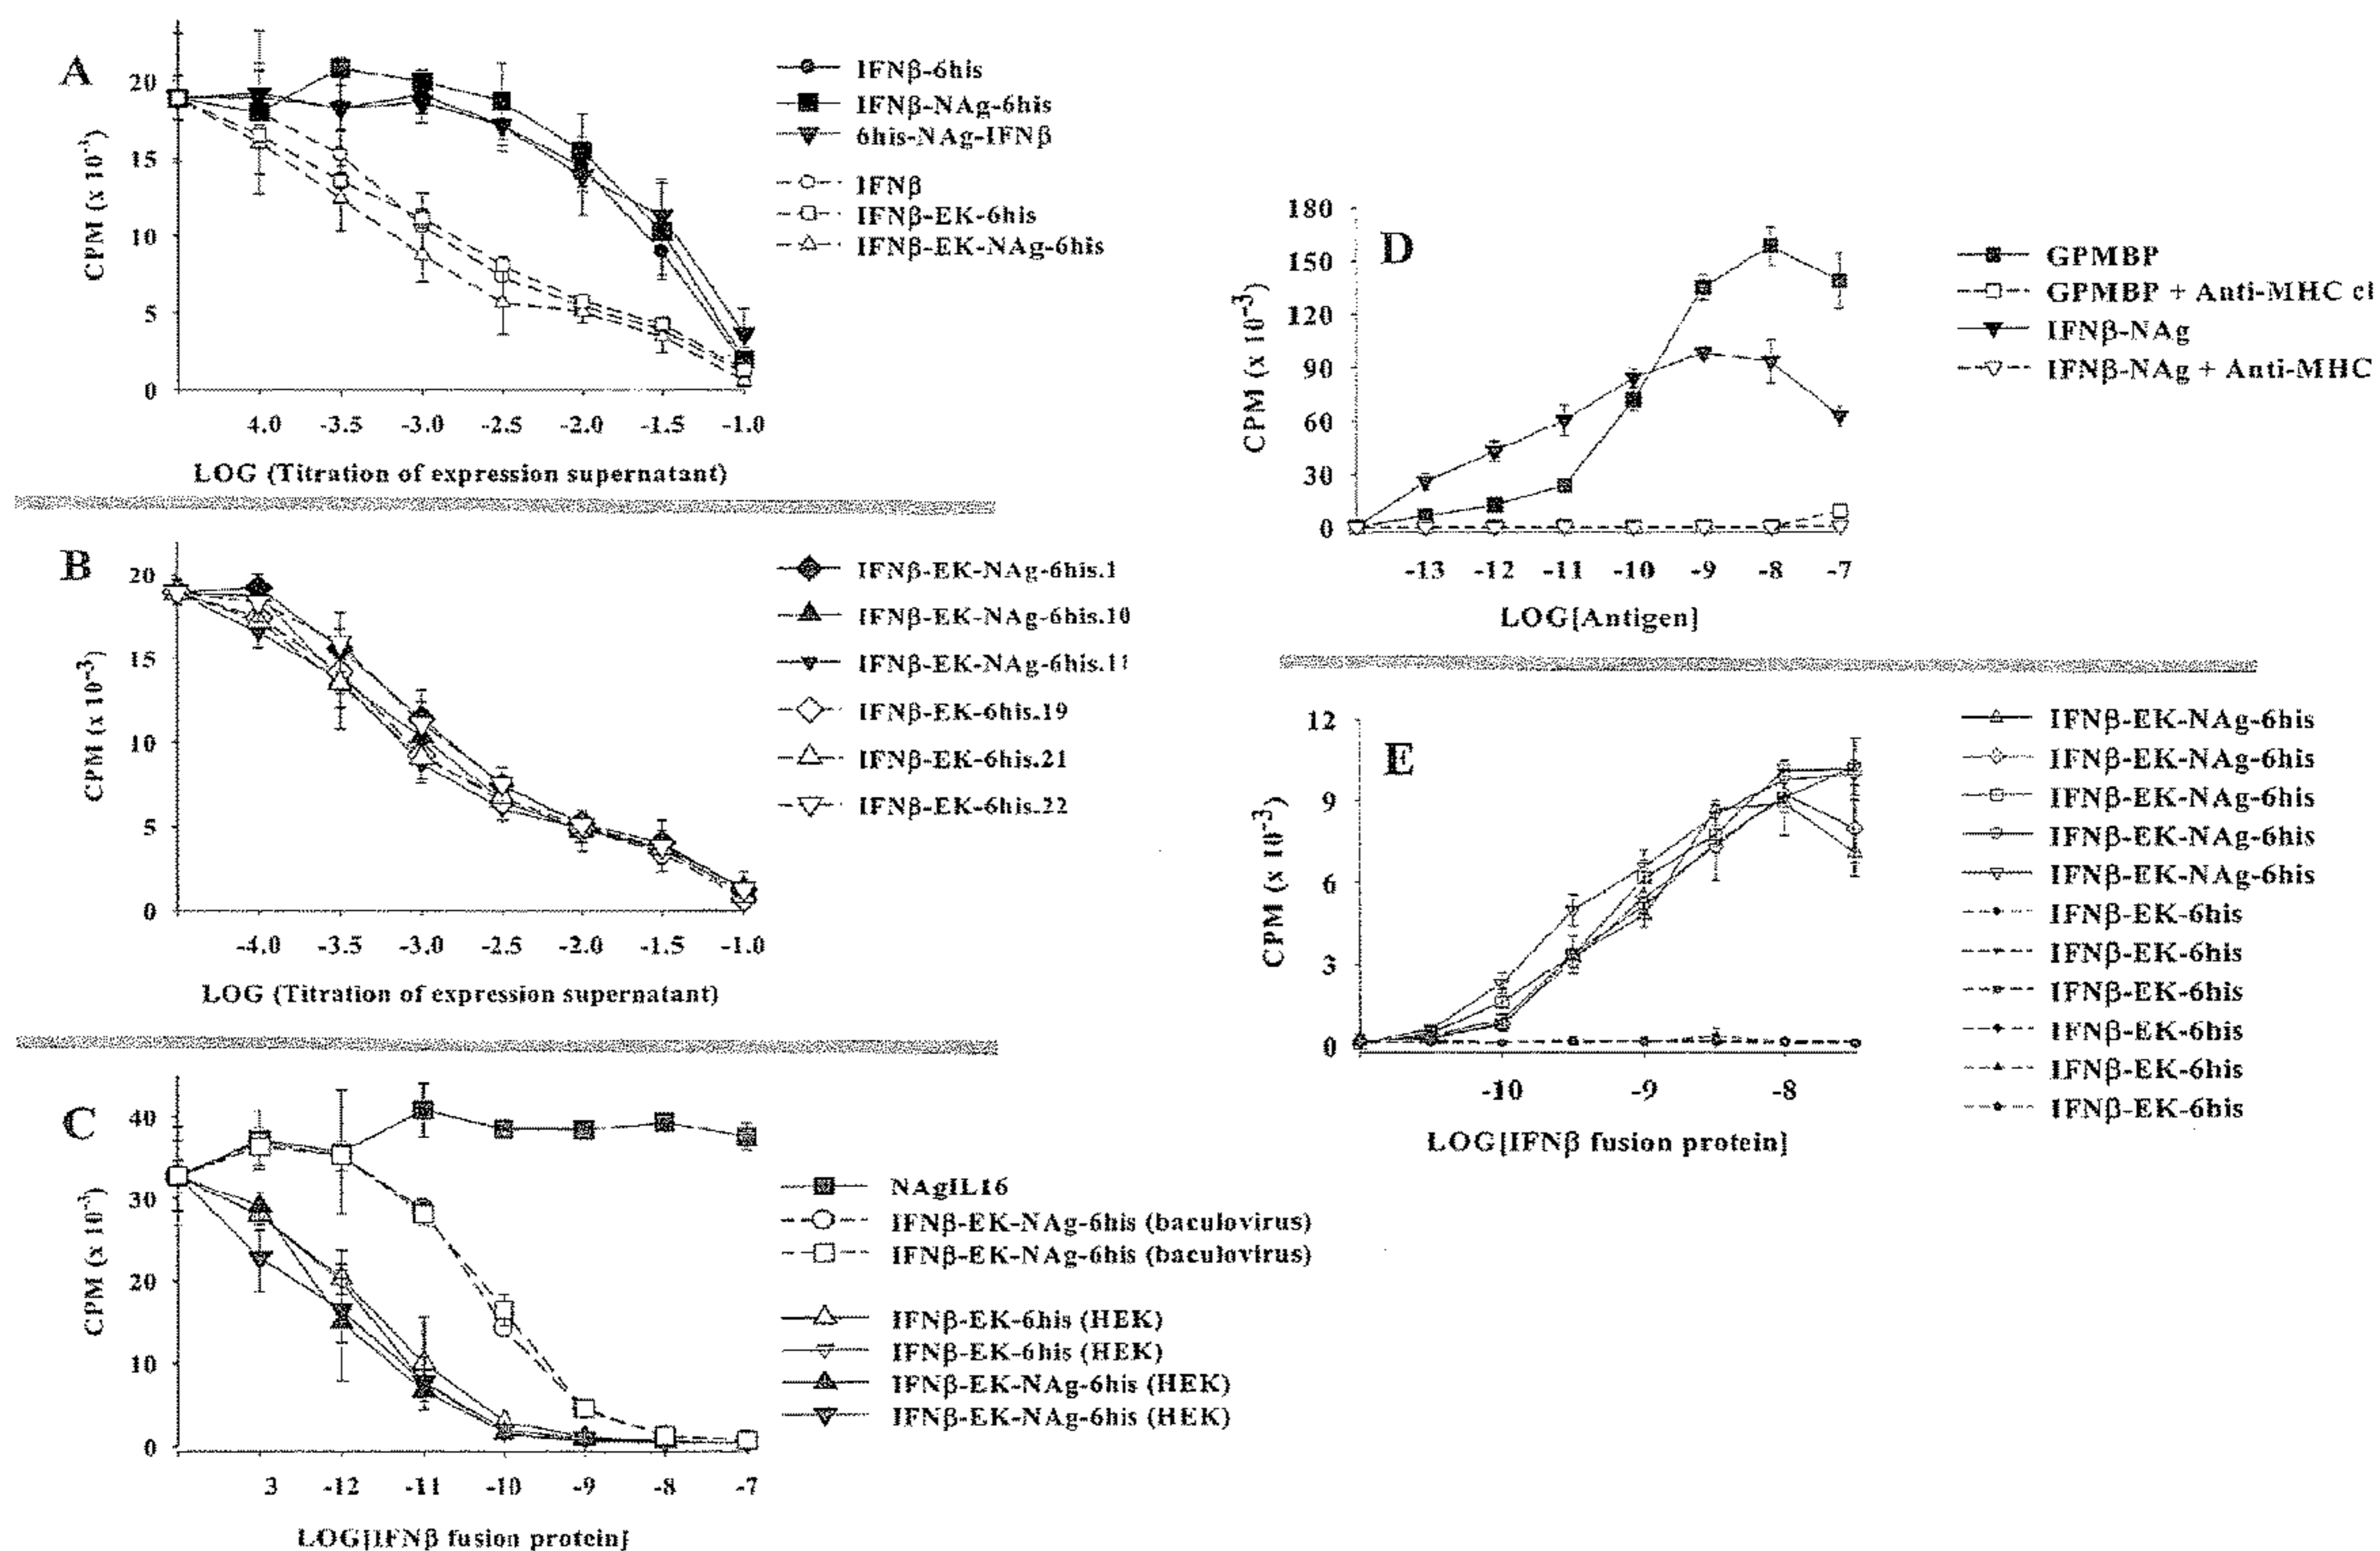 A
20
15
10
5
0
CPM (x 10-3)
4.0 -3.5 -3.0 -2.5 -2.0 -1.5 -1.0
LOG (Titration of expression supernatant)
IFNβ-6his
IFNβ-NAg-6his
6his-NAg-IFNβ
IFNβ
IFNβ-EK-6his
IFNβ-EK-NAg-6his
B
20
15
10
5
0
CPM (x 10-3)
-4.0 -3.5 -3.0 -2.5 -2.0 -1.5 -1.0
LOG (Titration of expression supernatant)
IFNβ-EK-NAg-6his.1
IFNβ-EK-NAg-6his.10
IFNβ-EK-NAg-6his.11
IFNβ-EK-6his.19
IFNβ-EK-6his.21
IFNβ-EK-6his.22
C
40
30
20
10
0
CPM (x 10-3)
3 -12 -11 -10 -9 -8 -7
LOG[IFNβ fusion protein]
NAgIL16
IFNβ-EK-NAg-6his (baculovirus)
IFNβ-EK-NAg-6his (baculovirus)
IFNβ-EK-6his (HEK)
IFNβ-EK-6his (HEK)
IFNβ-EK-NAg-6his (HEK)
IFNβ-EK-NAg-6his (HEK)
D
180
150
120
90
60
30
0
CPM (x 10-3)
-13 -12 -11 -10 -9 -8 -7
LOG[Antigen]
GPMBP
GPMBP + Anti-MHC cl
IFNβ-NAg
IFNβ-NAg + Anti-MHC
E
12
9
6
3
0
CPM (x 10-3)
-10 -9 -8
LOG[IFNβ fusion protein]
IFNβ-EK-NAg-6his
IFNβ-EK-NAg-6his
IFNβ-EK-NAg-6his
IFNβ-EK-NAg-6his
IFNβ-EK-NAg-6his
IFNβ-EK-6his
IFNβ-EK-6his
IFNβ-EK-6his
IFNβ-EK-6his
IFNβ-EK-6his
IFNβ-EK-6his